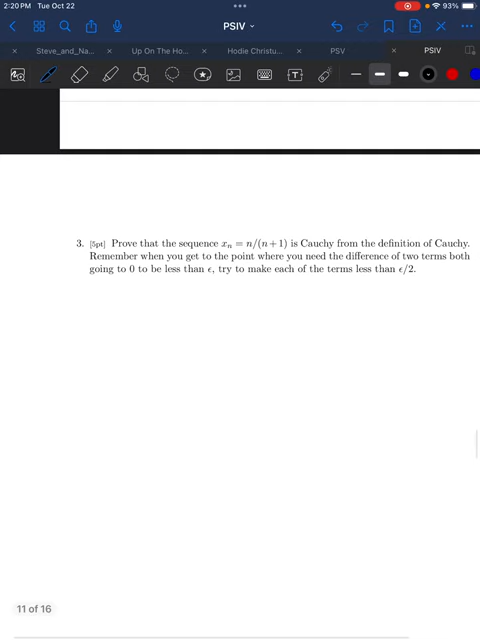 2:20 PM Tue Oct 22
93%
PSIV
Steve_and_Na...
Up On The Ho...
Hodie Christu...
PSV
PSIV
3. [5pt] Prove that the sequence xₙ = n/(n + 1) is Cauchy from the definition of Cauchy.
Remember when you get to the point where you need the difference of two terms both
going to 0 to be less than ϵ, try to make each of the terms less than ϵ/2.
11 of 16